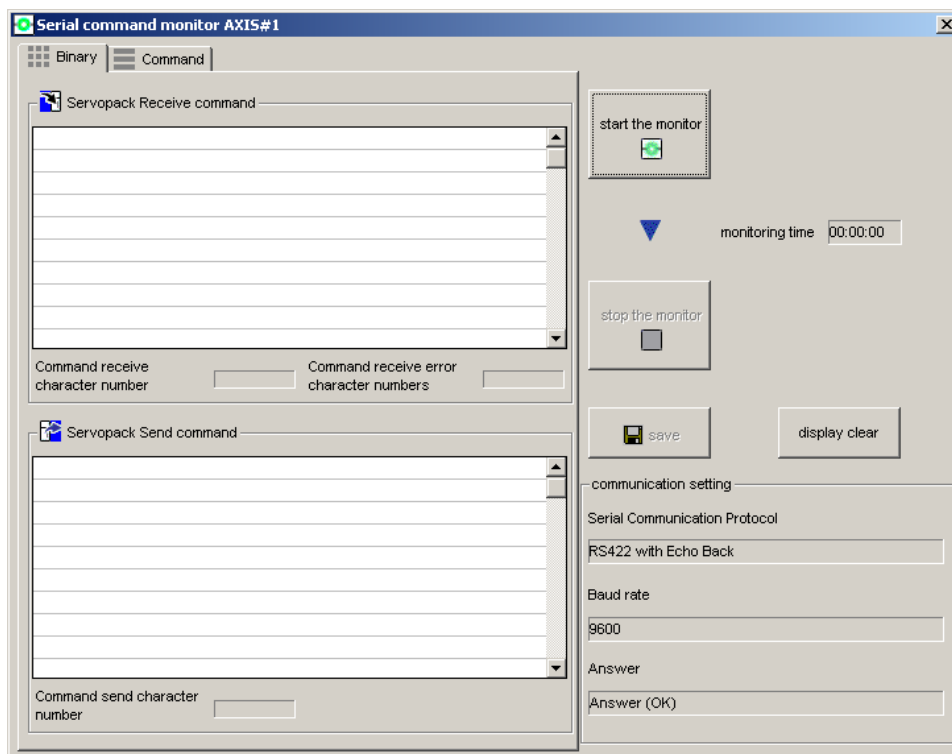 Serial command monitor AXIS#1
Binary
Command
Servopack Receive command
start the monitor
monitoring time 00:00:00
stop the monitor
Command receive
character number
Command receive error
character numbers
Servopack Send command
save
display clear
communication setting
Serial Communication Protocol
RS422 with Echo Back
Baud rate
9600
Answer
Answer (OK)
Command send character
number